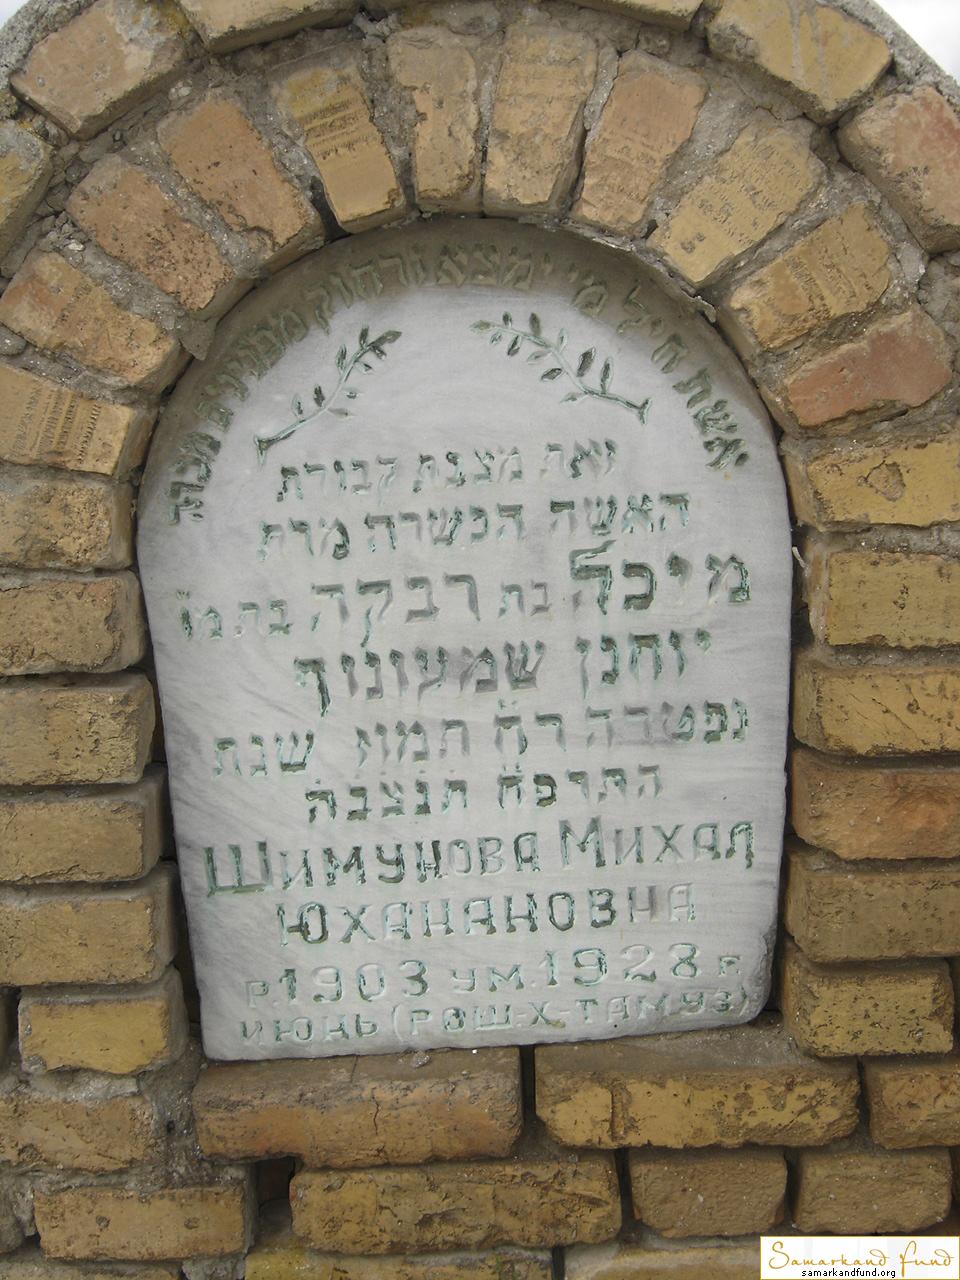 אשת חיל מי ימצא ורחוק מפנינים מכרה
זאת מצבת קבורת
האשה הכשרה מרת
מיכל בת רבקה בת מו׳
יוחנן שמעונוף
נפטרה ר׳ח תמוז שנת
התרפ׳ח תנצבה
Шимунова Михал
Юханановна
р. 1903 ум. 1928 г.
июнь (рош-х-тамуз)
Samarkand Fund
samarkandfund.org